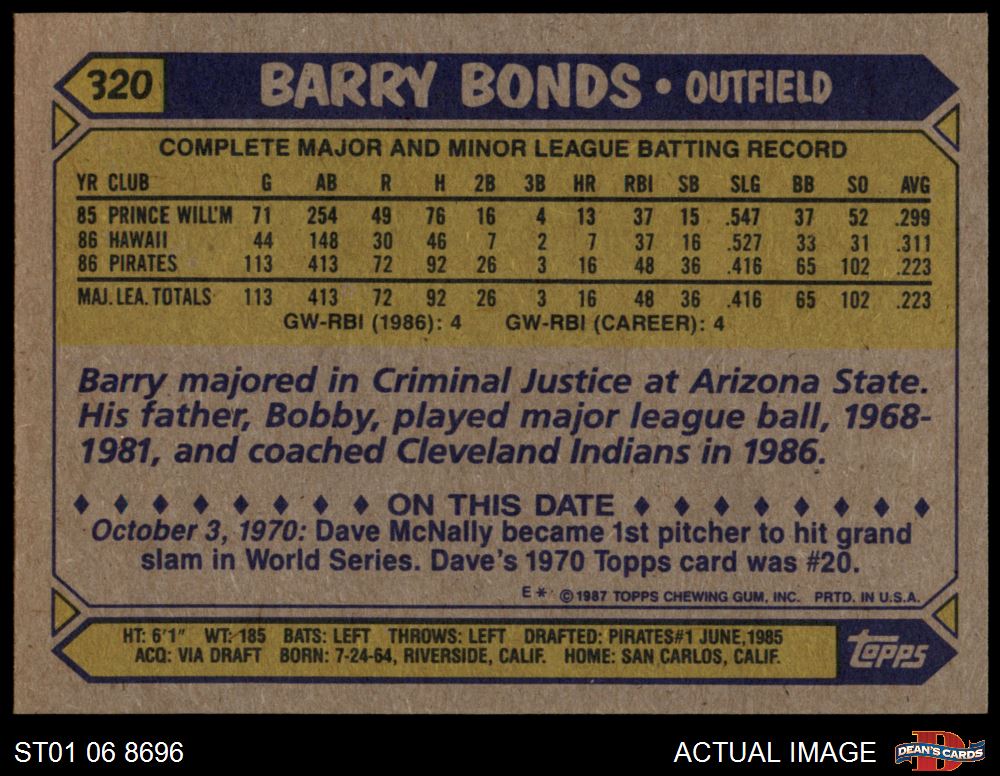 320 BARRY BONDS • OUTFIELD
COMPLETE MAJOR AND MINOR LEAGUE BATTING RECORD
YR CLUB G AB R H 2B 3B HR RBI SB SLG BB SO AVG
85 PRINCE WILL'M 71 254 49 76 16 4 13 37 15 .547 37 52 .299
86 HAWAII 44 148 30 46 7 2 7 37 16 .527 33 31 .311
86 PIRATES 113 413 72 92 26 3 16 48 36 .416 65 102 .223
MAJ. LEA. TOTALS 113 413 72 92 26 3 16 48 36 .416 65 102 .223
GW-RBI (1986): 4 GW-RBI (CAREER): 4
Barry majored in Criminal Justice at Arizona State.
His father, Bobby, played major league ball, 1968-
1981, and coached Cleveland Indians in 1986.
♦ ♦ ♦ ♦ ♦ ♦ ♦ ♦ ON THIS DATE ♦ ♦ ♦ ♦ ♦ ♦ ♦ ♦
October 3, 1970: Dave McNally became 1st pitcher to hit grand
slam in World Series. Dave's 1970 Topps card was #20.
E* ©1987 TOPPS CHEWING GUM, INC. PRTD. IN U.S.A.
HT: 6'1" WT: 185 BATS: LEFT THROWS: LEFT DRAFTED: PIRATES#1 JUNE,1985
ACQ: VIA DRAFT BORN: 7-24-64, RIVERSIDE, CALIF. HOME: SAN CARLOS, CALIF.
topps
ST01 06 8696
ACTUAL IMAGE
D
DEAN'S CARDS